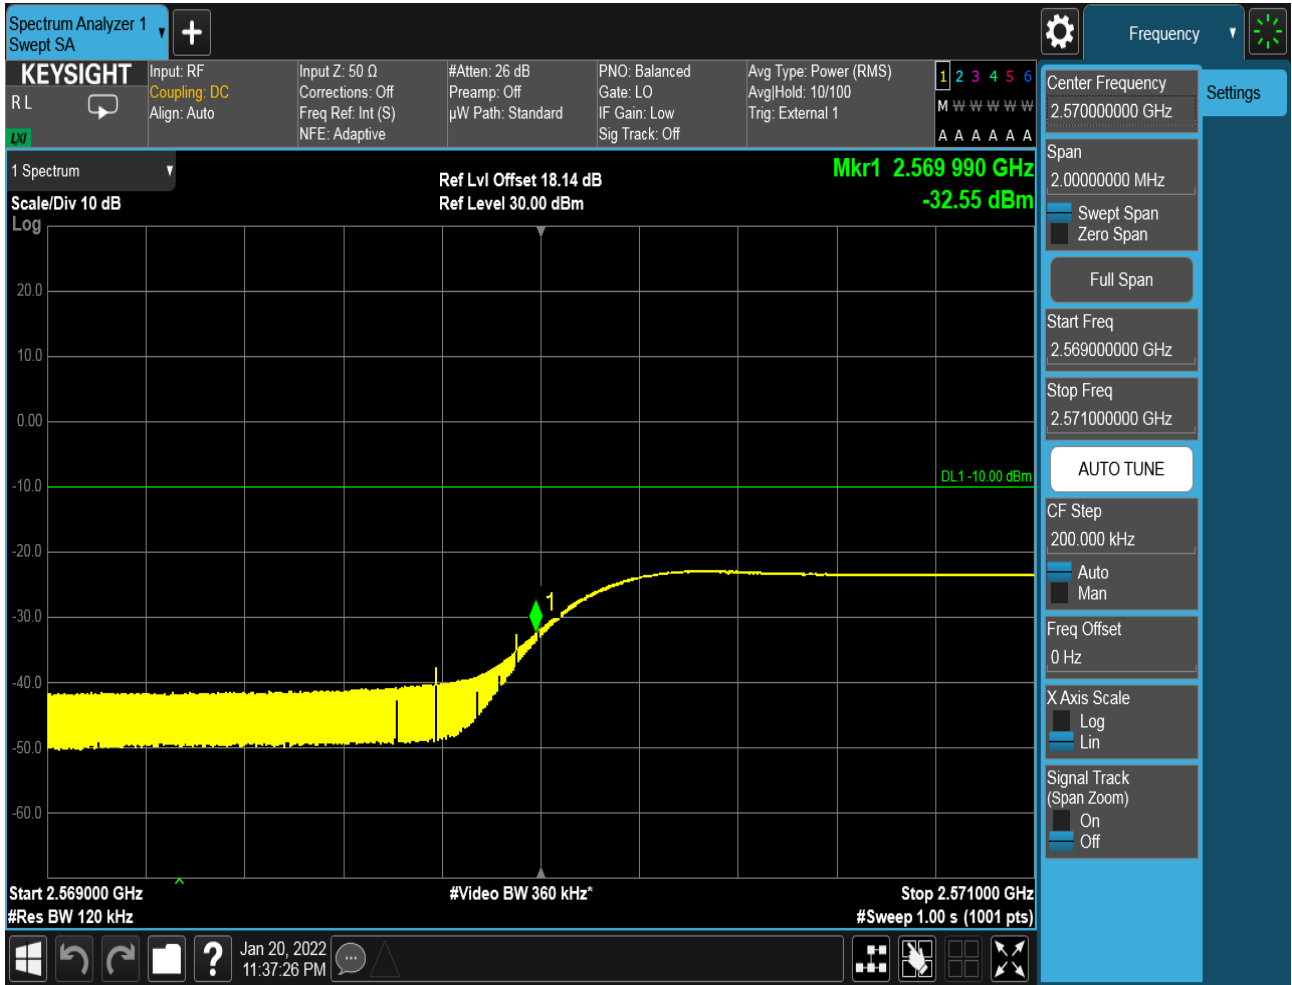 Spectrum Analyzer 1
Swept SA
Frequency
KEYSIGHT
R L
LXI
Input: RF
Coupling: DC
Align: Auto
Input Z: 50 Ω
Corrections: Off
Freq Ref: Int (S)
NFE: Adaptive
#Atten: 26 dB
Preamp: Off
µW Path: Standard
PNO: Balanced
Gate: LO
IF Gain: Low
Sig Track: Off
Avg Type: Power (RMS)
Avg|Hold: 10/100
Trig: External 1
1 2 3 4 5 6
M W W W W W
A A A A A A
1 Spectrum
Scale/Div 10 dB
Log
Ref Lvl Offset 18.14 dB
Ref Level 30.00 dBm
Mkr1 2.569 990 GHz
-32.55 dBm
20.0
10.0
0.00
-10.0
-20.0
-30.0
-40.0
-50.0
-60.0
DL1 -10.00 dBm
1
Start 2.569000 GHz
#Res BW 120 kHz
#Video BW 360 kHz*
Stop 2.571000 GHz
#Sweep 1.00 s (1001 pts)
Center Frequency
2.570000000 GHz
Span
2.00000000 MHz
Swept Span
Zero Span
Full Span
Start Freq
2.569000000 GHz
Stop Freq
2.571000000 GHz
AUTO TUNE
CF Step
200.000 kHz
Auto
Man
Freq Offset
0 Hz
X Axis Scale
Log
Lin
Signal Track
(Span Zoom)
On
Off
Settings
?
Jan 20, 2022
11:37:26 PM